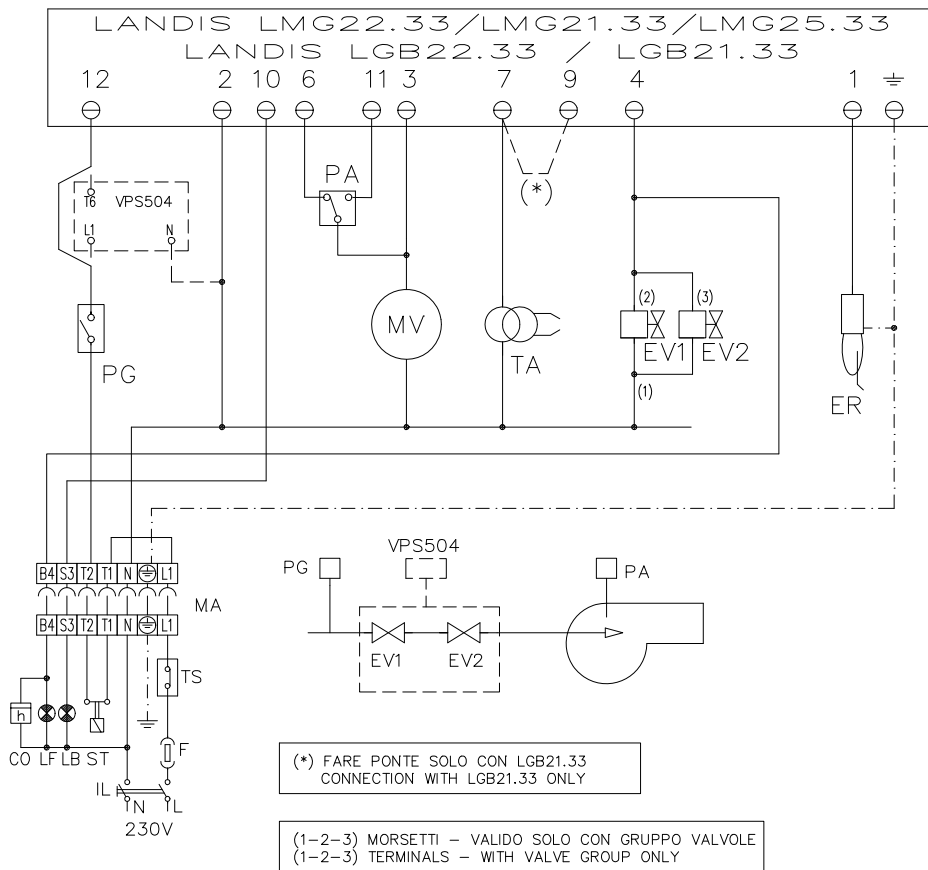 LANDIS LMG22.33/LMG21.33/LMG25.33
LANDIS LGB22.33 / LGB21.33
12 2 10 6 11 3 7 9 4 1
PA
(*)
T6 VPS504
L1 N
PG
MV
TA
(2) (3)
EV1 EV2
(1)
ER
B4 S3 T2 T1 N L1
MA
B4 S3 T2 T1 N L1
TS
h
CO LF LB ST
F
IL
N L
230V
VPS504
PG PA
EV1 EV2
(*) FARE PONTE SOLO CON LGB21.33
CONNECTION WITH LGB21.33 ONLY
(1-2-3) MORSETTI - VALIDO SOLO CON GRUPPO VALVOLE
(1-2-3) TERMINALS - WITH VALVE GROUP ONLY